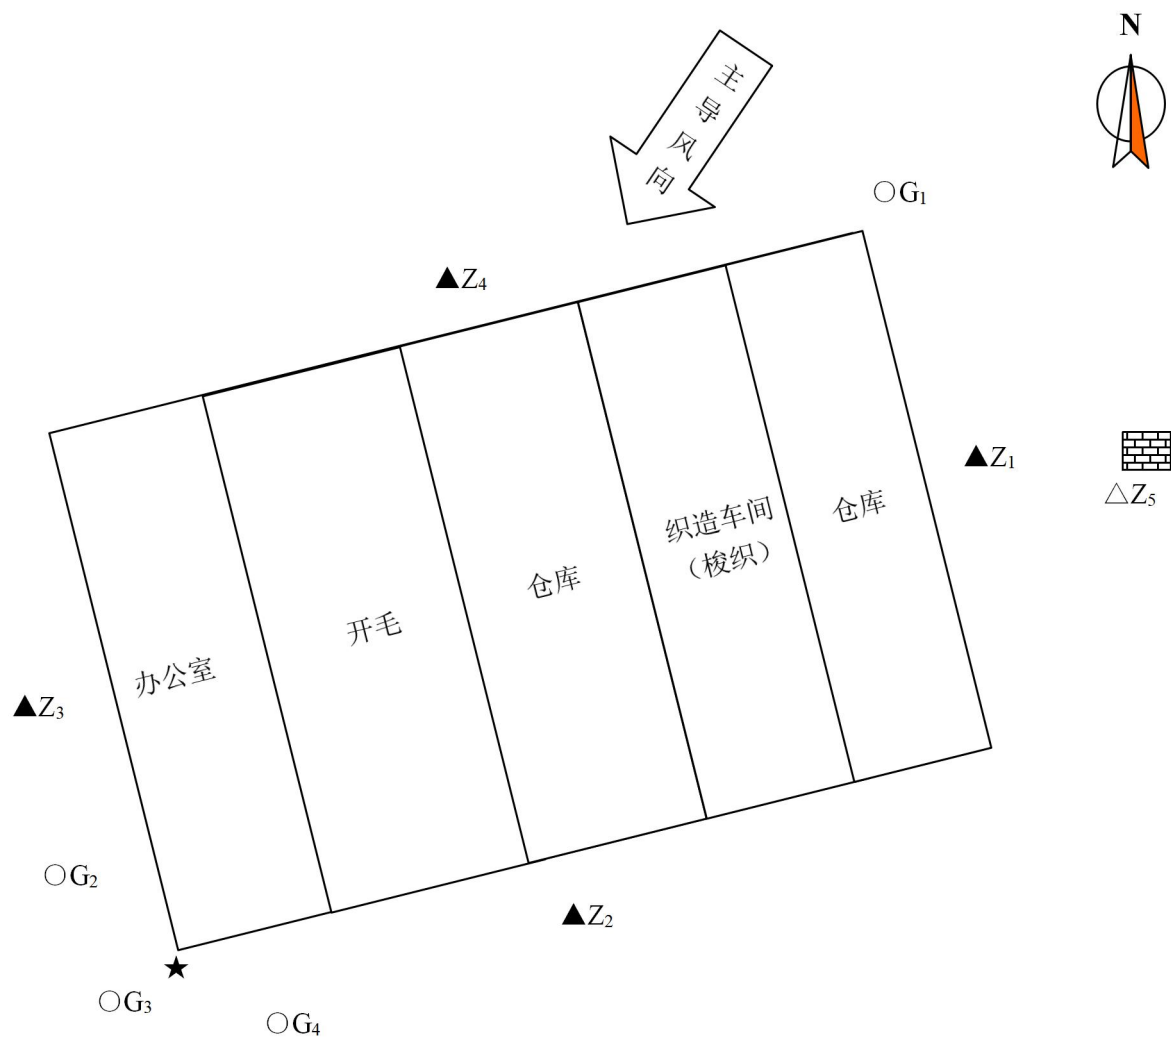 N
主导风向
○G₁
▲Z₄
▲Z₁
△Z₅
仓库
织造车间
（梭织）
仓库
开毛
办公室
▲Z₃
○G₂
▲Z₂
★
○G₃
○G₄